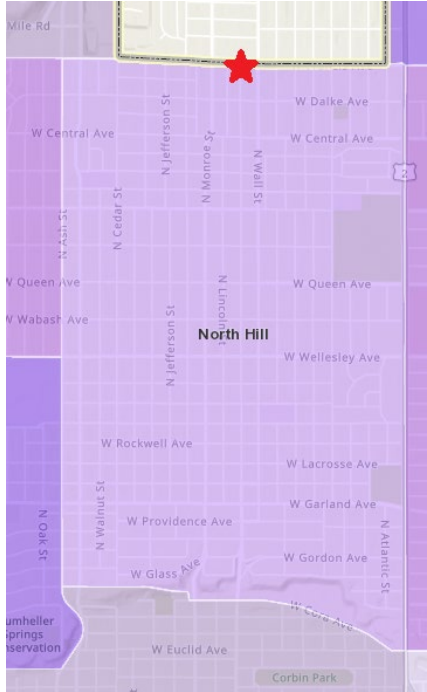 Mile Rd
W Dalke Ave
W Central Ave
W Central Ave
N Jefferson St
N Monroe St
N Wall St
2
N Ash St
N Cedar St
W Queen Ave
W Queen Ave
N Lincoln St
W Wabash Ave
North Hill
N Jefferson St
W Wellesley Ave
W Rockwell Ave
W Lacrosse Ave
N Walnut St
W Garland Ave
N Oak St
W Providence Ave
N Atlantic St
W Gordon Ave
W Glass Ave
W Cora Ave
umheller
Springs
nservation
W Euclid Ave
Corbin Park